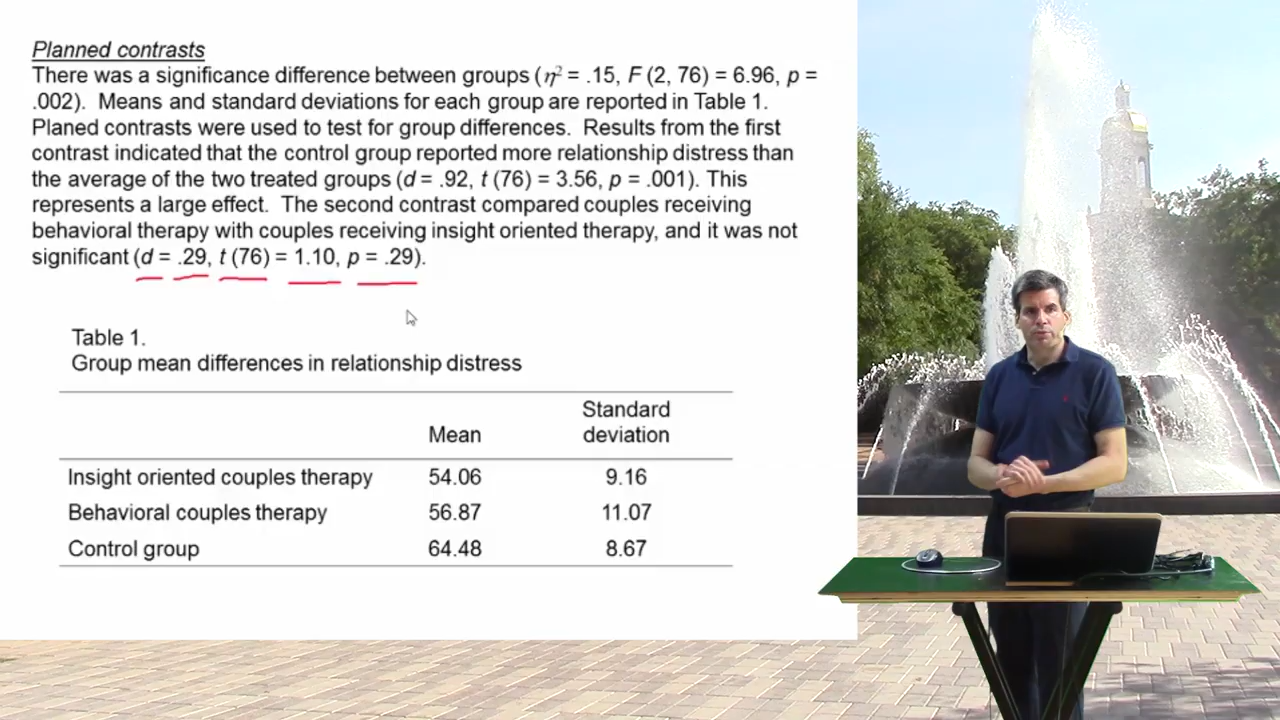 Planned contrasts
There was a significance difference between groups (η² = .15, F (2, 76) = 6.96, p =
.002). Means and standard deviations for each group are reported in Table 1.
Planed contrasts were used to test for group differences. Results from the first
contrast indicated that the control group reported more relationship distress than
the average of the two treated groups (d = .92, t (76) = 3.56, p = .001). This
represents a large effect. The second contrast compared couples receiving
behavioral therapy with couples receiving insight oriented therapy, and it was not
significant (d = .29, t (76) = 1.10, p = .29).
Table 1.
Group mean differences in relationship distress
Standard
Mean deviation
Insight oriented couples therapy 54.06 9.16
Behavioral couples therapy 56.87 11.07
Control group 64.48 8.67